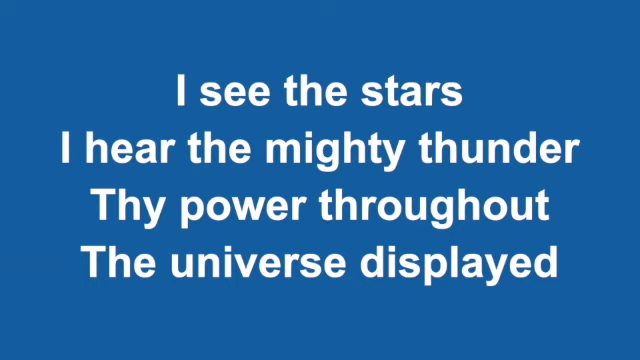 I see the stars
I hear the mighty thunder
Thy power throughout
The universe displayed